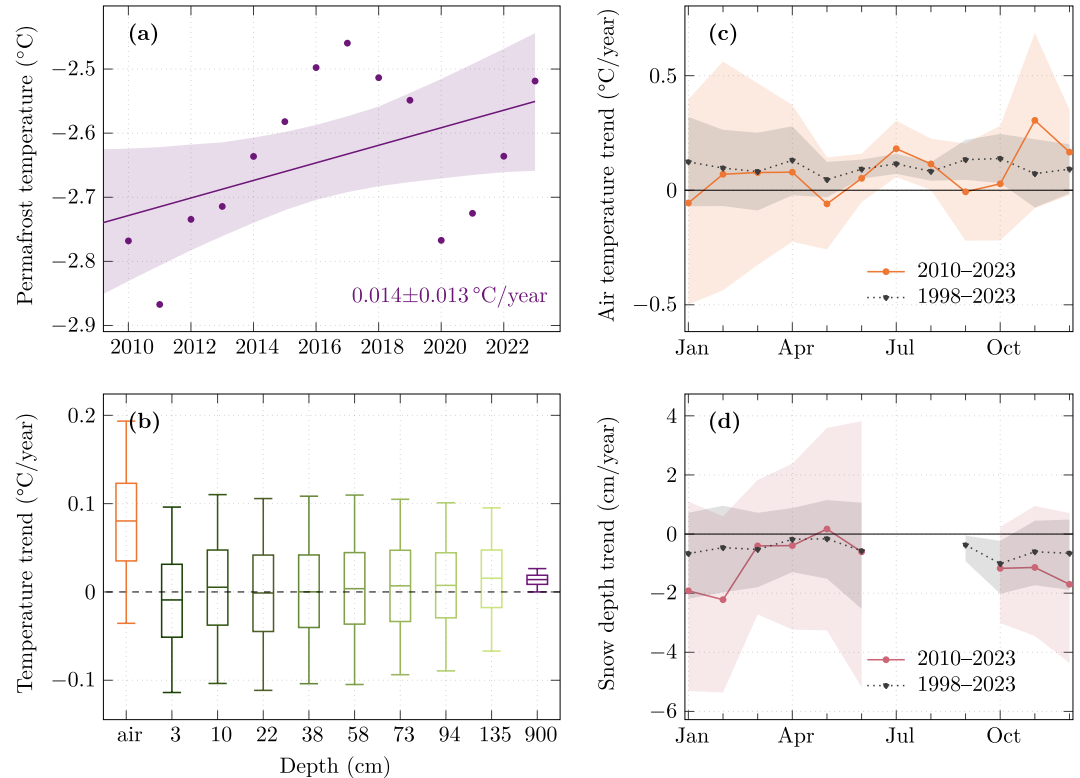 (a)
Permafrost temperature (°C)
−2.5
−2.6
−2.7
−2.8
−2.9
0.014±0.013 °C/year
2010 2012 2014 2016 2018 2020 2022
(c)
Air temperature trend (°C/year)
0.5
0
−0.5
2010–2023
1998–2023
Jan Apr Jul Oct
(b)
Temperature trend (°C/year)
0.2
0.1
0
−0.1
air 3 10 22 38 58 73 94 135 900
Depth (cm)
(d)
Snow depth trend (cm/year)
4
2
0
−2
−4
−6
2010–2023
1998–2023
Jan Apr Jul Oct